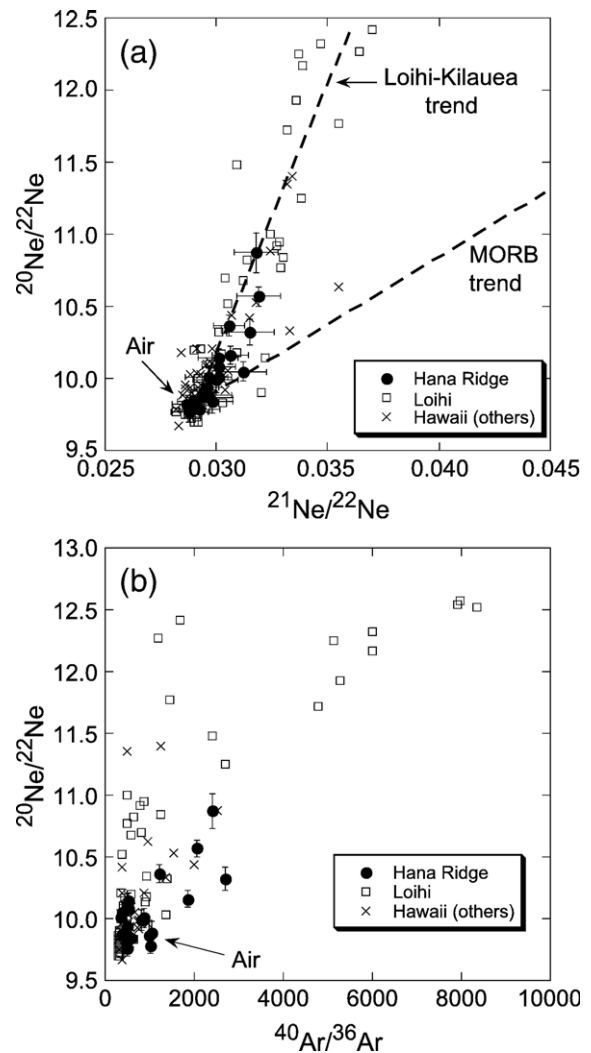 (a)
12.5
12.0
11.5
11.0
10.5
10.0
9.5
²⁰Ne/²²Ne
Loihi-Kilauea
trend
MORB
trend
Air
Hana Ridge
Loihi
Hawaii (others)
0.025 0.030 0.035 0.040 0.045
²¹Ne/²²Ne
(b)
13.0
12.5
12.0
11.5
11.0
10.5
10.0
9.5
²⁰Ne/²²Ne
Hana Ridge
Loihi
Hawaii (others)
Air
0 2000 4000 6000 8000 10000
⁴⁰Ar/³⁶Ar